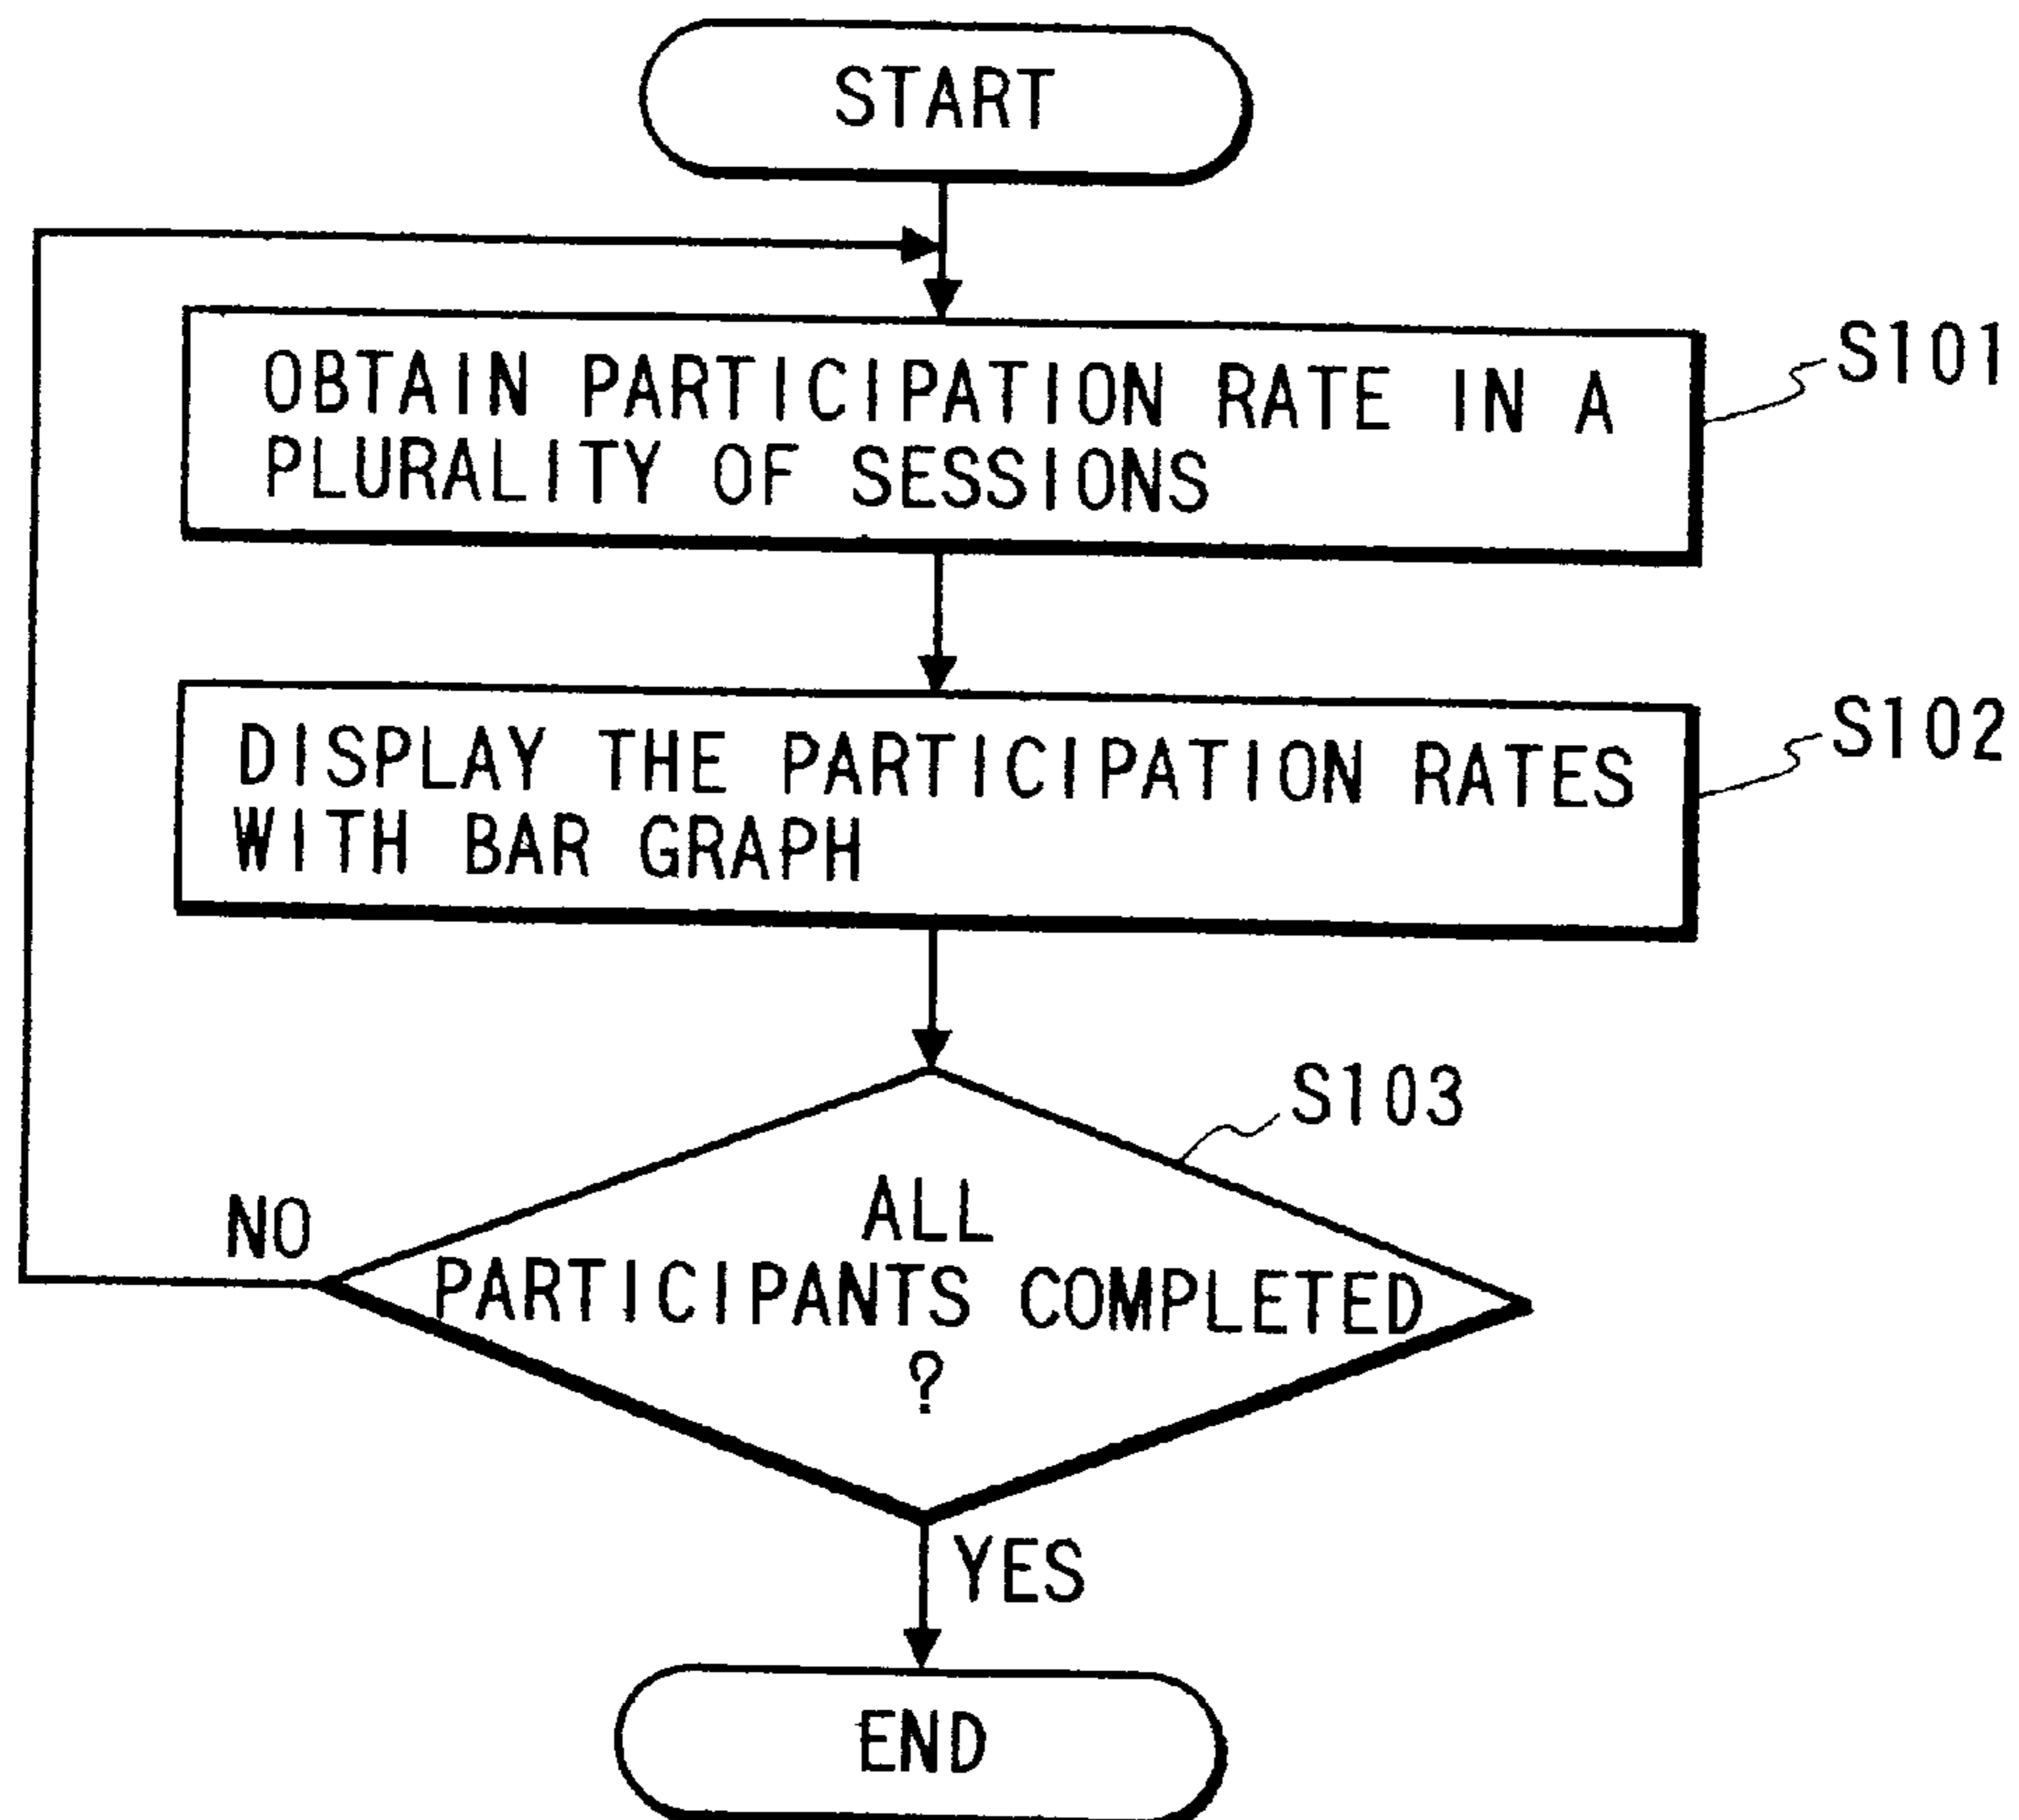 START
OBTAIN PARTICIPATION RATE IN A
PLURALITY OF SESSIONS
S101
DISPLAY THE PARTICIPATION RATES
WITH BAR GRAPH
S102
S103
ALL
PARTICIPANTS COMPLETED
?
NO
YES
END